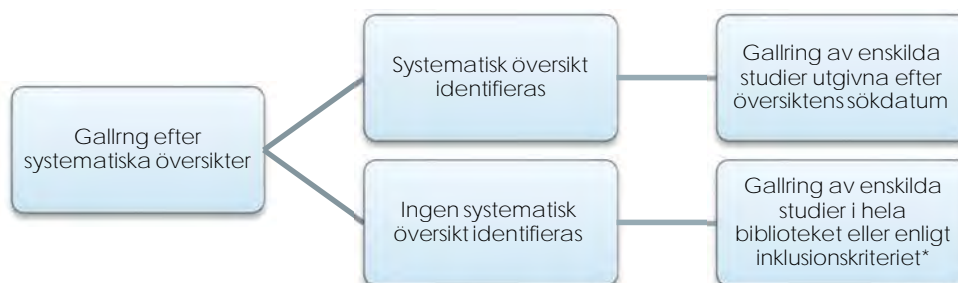 Gallrng efter
systematiska översikter
Systematisk översikt
identifieras
Gallring av enskilda
studier utgivna efter
översiktens sökdatum
Ingen systematisk
översikt identifieras
Gallring av enskilda
studier i hela
biblioteket eller enligt
inklusionskriteriet*